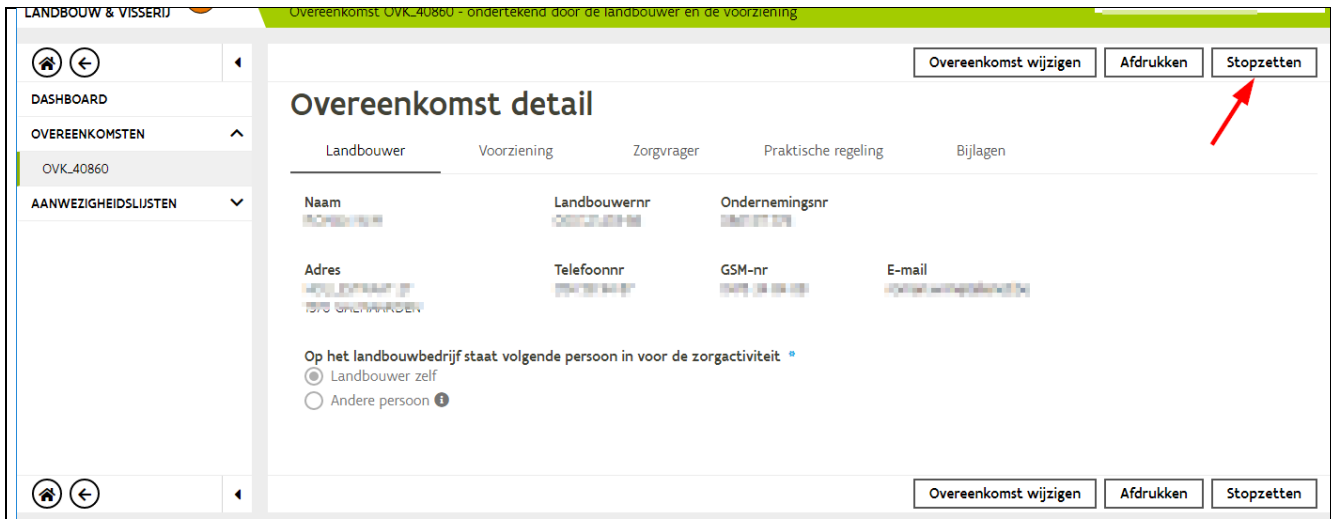 LANDBOUW & VISSERIJ
Overeenkomst OVK_40860 - ondertekend door de landbouwer en de voorziening
Overeenkomst wijzigen Afdrukken Stopzetten
DASHBOARD
OVEREENKOMSTEN
OVK_40860
AANWEZIGHEIDSLIJSTEN
Overeenkomst detail
Landbouwer Voorziening Zorgvrager Praktische regeling Bijlagen
Naam Landbouwernr Ondernemingsnr
Adres Telefoonnr GSM-nr E-mail
Op het landbouwbedrijf staat volgende persoon in voor de zorgactiviteit *
Landbouwer zelf
Andere persoon
Overeenkomst wijzigen Afdrukken Stopzetten